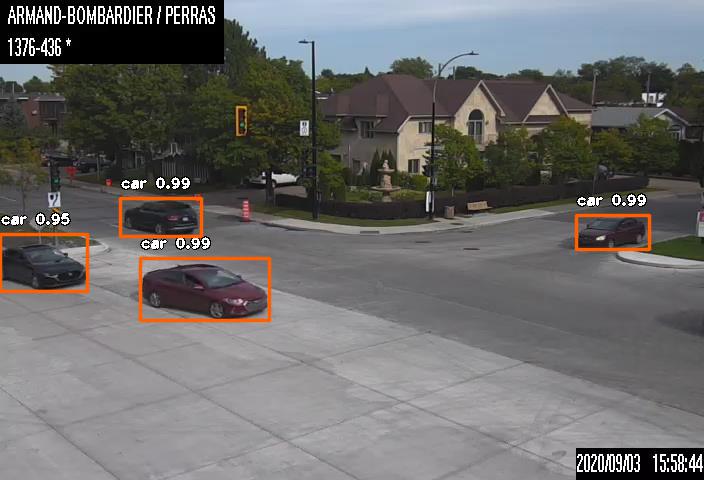 ARMAND-BOMBARDIER / PERRAS
1376-436 *
car 0.99
car 0.99
car 0.95
car 0.99
2020/09/03 15:58:44